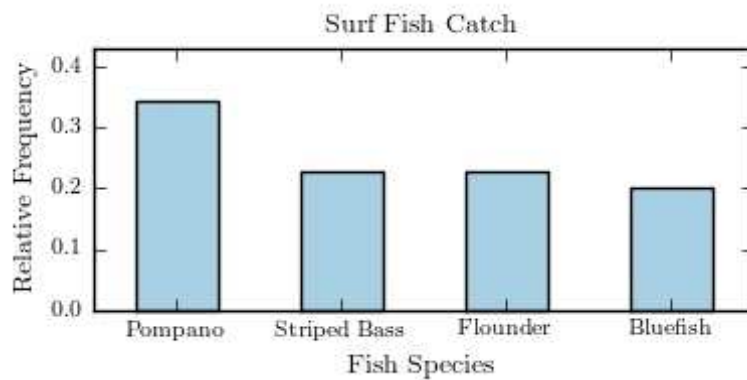 Surf Fish Catch
Relative Frequency
0.4
0.3
0.2
0.1
0.0
Pompano Striped Bass Flounder Bluefish
Fish Species